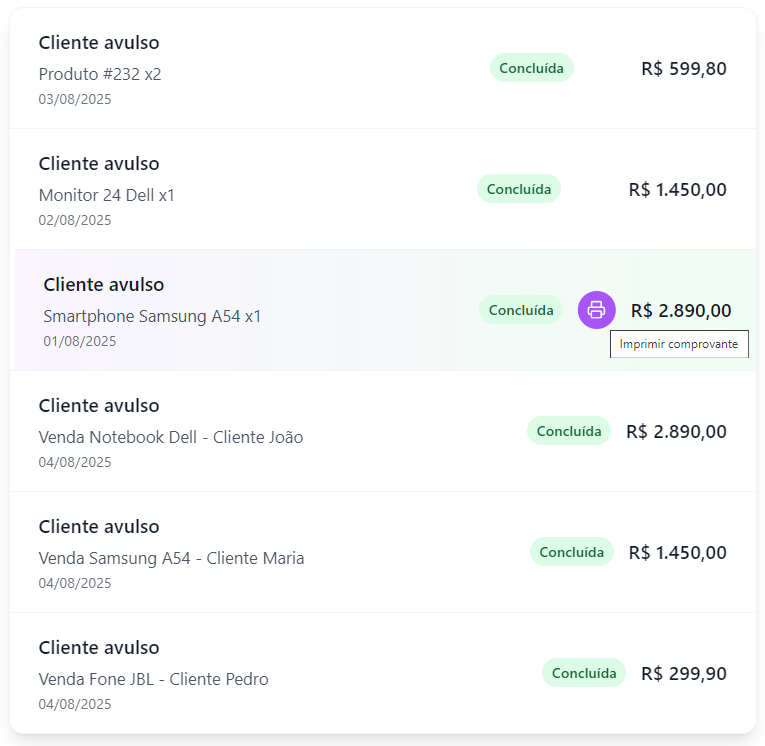 Cliente avulso
Produto #232 x2
03/08/2025
Concluída
R$ 599,80
Cliente avulso
Monitor 24 Dell x1
02/08/2025
Concluída
R$ 1.450,00
Cliente avulso
Smartphone Samsung A54 x1
01/08/2025
Concluída
R$ 2.890,00
Imprimir comprovante
Cliente avulso
Venda Notebook Dell - Cliente João
04/08/2025
Concluída
R$ 2.890,00
Cliente avulso
Venda Samsung A54 - Cliente Maria
04/08/2025
Concluída
R$ 1.450,00
Cliente avulso
Venda Fone JBL - Cliente Pedro
04/08/2025
Concluída
R$ 299,90